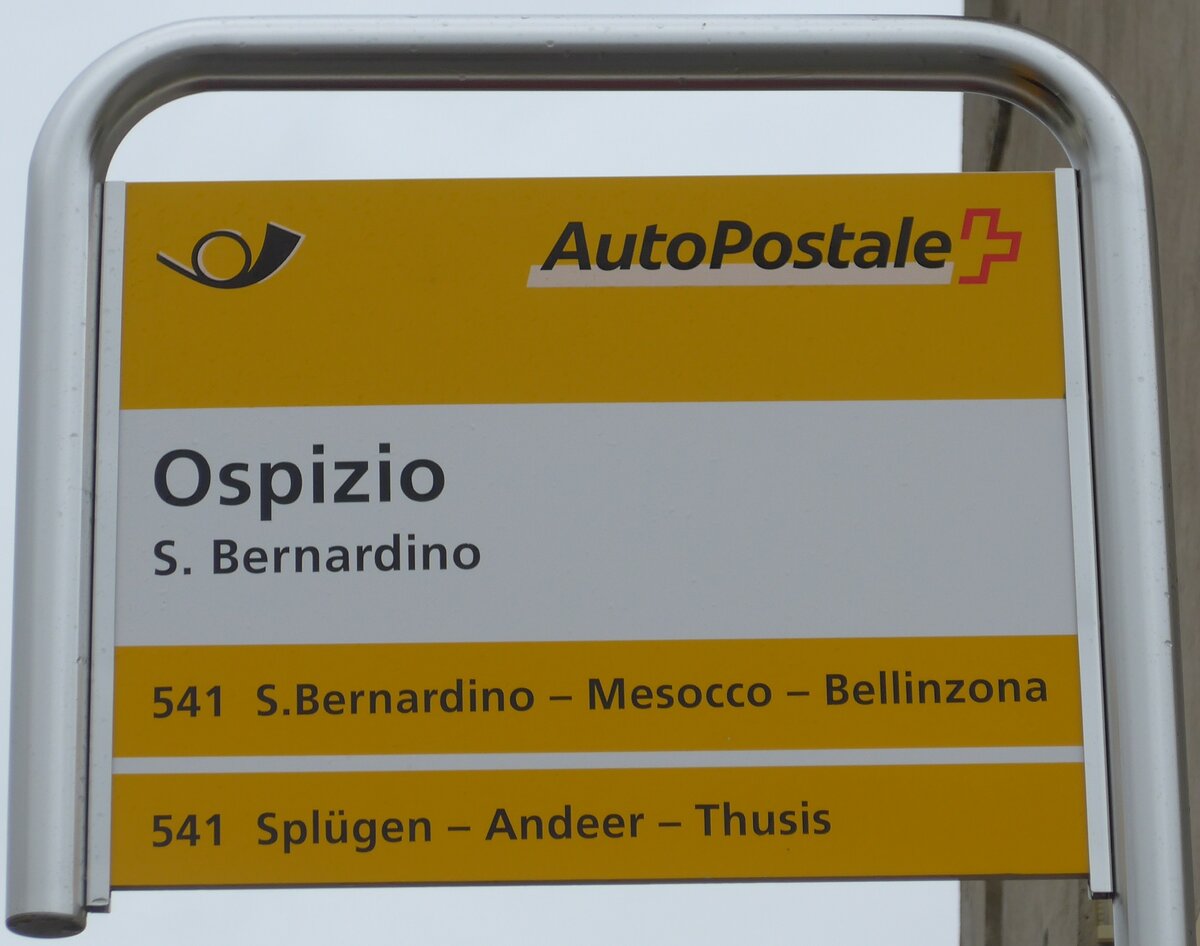 AutoPostale
Ospizio
S. Bernardino
541 S.Bernardino – Mesocco – Bellinzona
541 Splügen – Andeer – Thusis